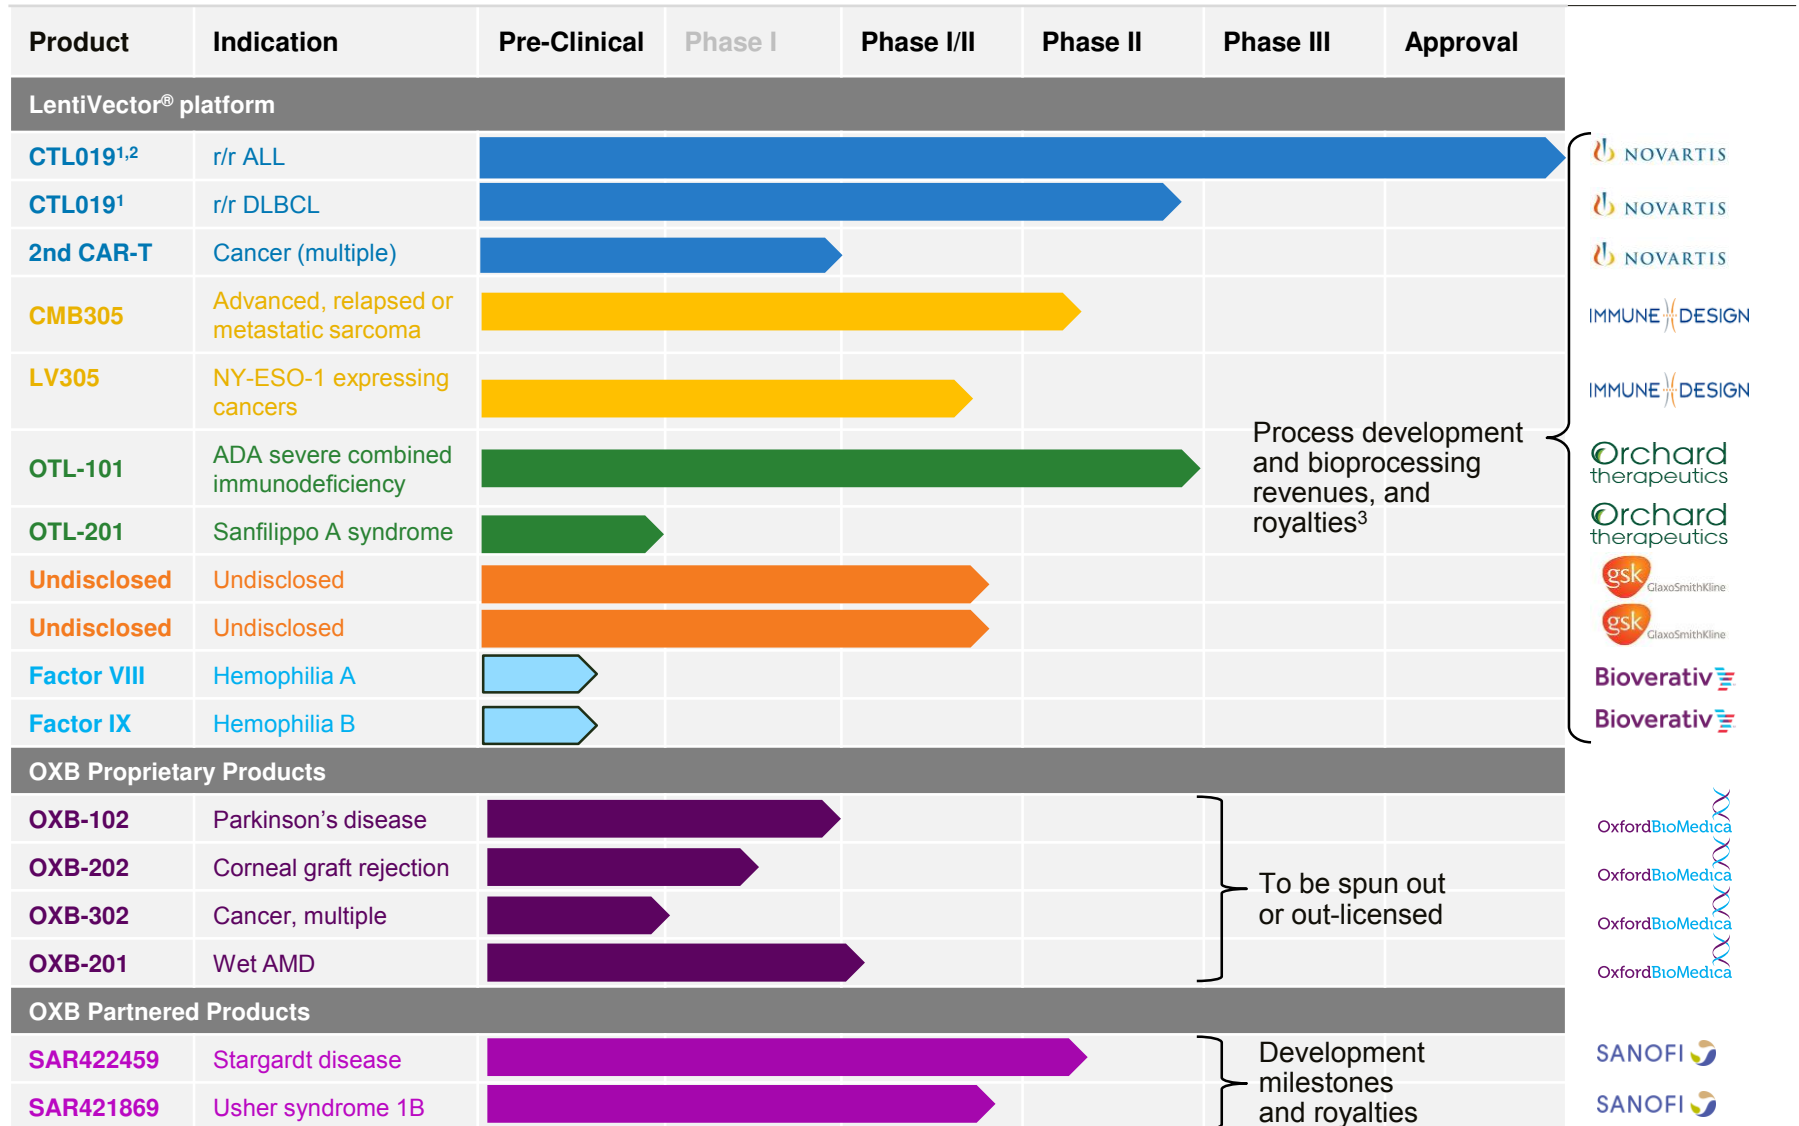 Product Indication Pre-Clinical Phase I Phase I/II Phase II Phase III Approval
LentiVector® platform
CTL019¹,² r/r ALL NOVARTIS
CTL019¹ r/r DLBCL NOVARTIS
2nd CAR-T Cancer (multiple) NOVARTIS
CMB305 Advanced, relapsed or
metastatic sarcoma IMMUNE DESIGN
LV305 NY-ESO-1 expressing
cancers IMMUNE DESIGN
Process development
and bioprocessing
revenues, and
royalties³
OTL-101 ADA severe combined
immunodeficiency Orchard
therapeutics
OTL-201 Sanfilippo A syndrome Orchard
therapeutics
Undisclosed Undisclosed gsk GlaxoSmithKline
Undisclosed Undisclosed gsk GlaxoSmithKline
Factor VIII Hemophilia A Bioverativ
Factor IX Hemophilia B Bioverativ
OXB Proprietary Products
OXB-102 Parkinson’s disease OxfordBioMedica
OXB-202 Corneal graft rejection OxfordBioMedica
To be spun out
or out-licensed
OXB-302 Cancer, multiple OxfordBioMedica
OXB-201 Wet AMD OxfordBioMedica
OXB Partnered Products
SAR422459 Stargardt disease SANOFI
Development
milestones
and royalties
SAR421869 Usher syndrome 1B SANOFI